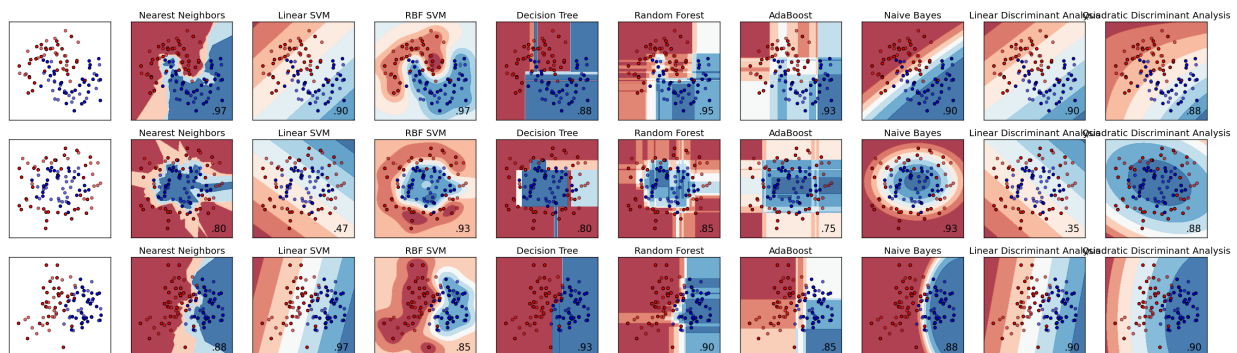 Nearest Neighbors Linear SVM RBF SVM Decision Tree Random Forest AdaBoost Naive Bayes Linear Discriminant Analysis Quadratic Discriminant Analysis
.97 .90 .97 .88 .95 .93 .90 .90 .88
Nearest Neighbors Linear SVM RBF SVM Decision Tree Random Forest AdaBoost Naive Bayes Linear Discriminant Analysis Quadratic Discriminant Analysis
.80 .47 .93 .80 .85 .75 .93 .35 .88
Nearest Neighbors Linear SVM RBF SVM Decision Tree Random Forest AdaBoost Naive Bayes Linear Discriminant Analysis Quadratic Discriminant Analysis
.88 .97 .85 .93 .90 .85 .88 .90 .90